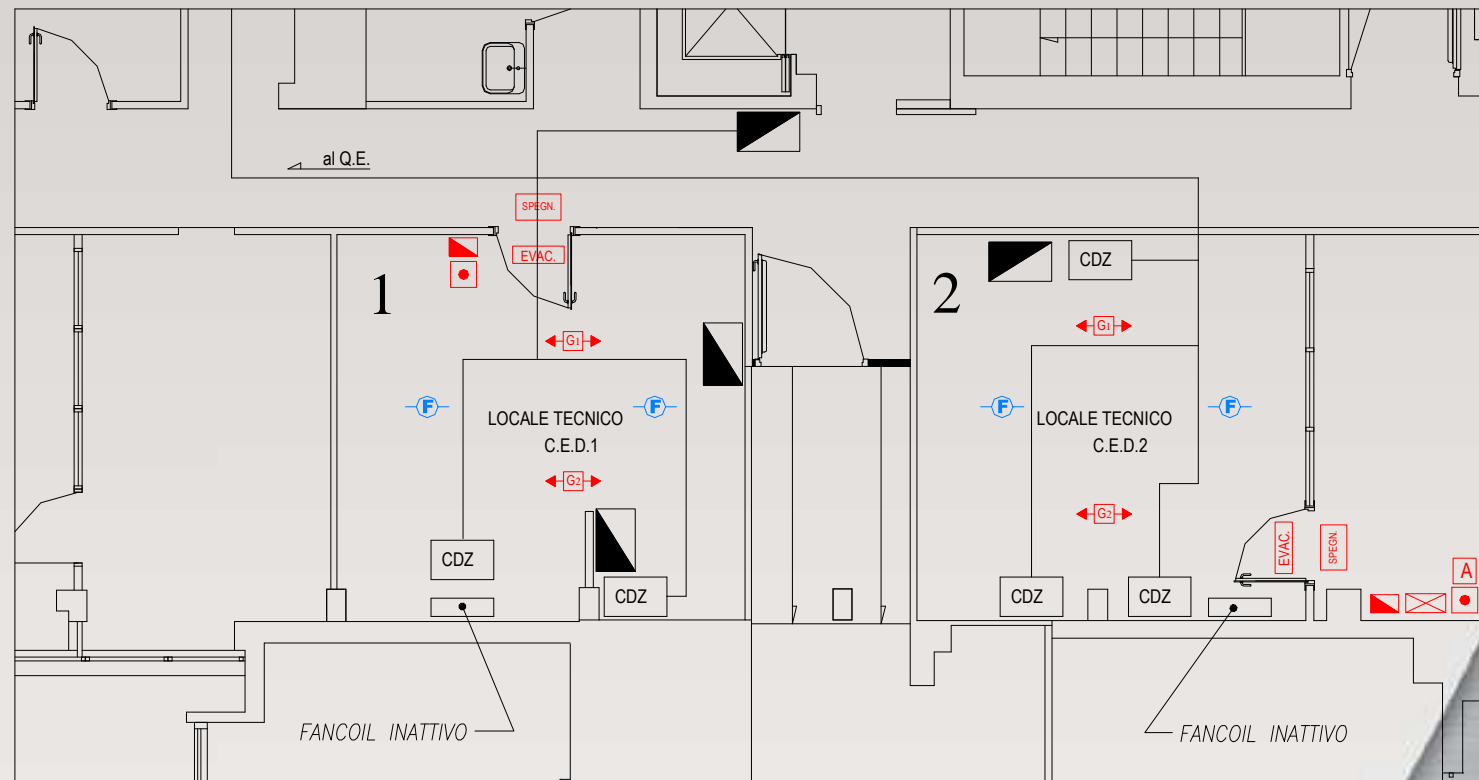 al Q.E.
SPEGN.
EVAC.
1
2
CDZ
G1
G1
F
F
F
F
LOCALE TECNICO
C.E.D.1
LOCALE TECNICO
C.E.D.2
G2
G2
EVAC.
SPEGN.
CDZ
CDZ
CDZ
CDZ
A
FANCOIL INATTIVO
FANCOIL INATTIVO